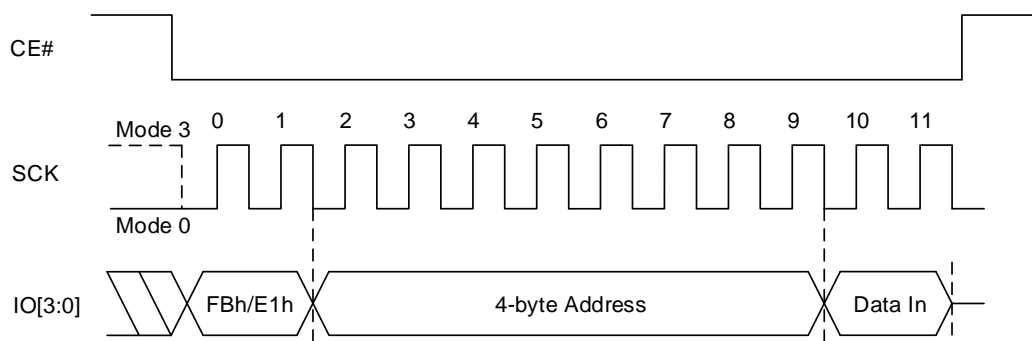 CE#
Mode 3 0 1 2 3 4 5 6 7 8 9 10 11
SCK
Mode 0
IO[3:0] FBh/E1h 4-byte Address Data In